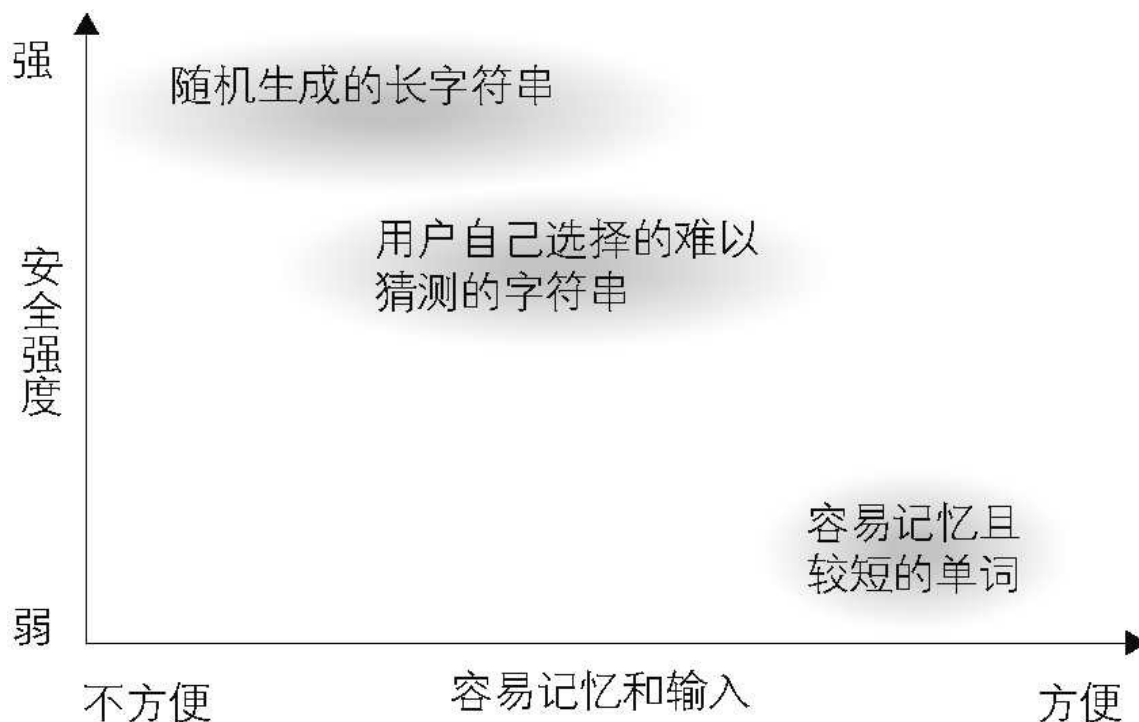 强
随机生成的长字符串
用户自己选择的难以
猜测的字符串
安全强度
容易记忆且
较短的单词
弱
不方便
容易记忆和输入
方便